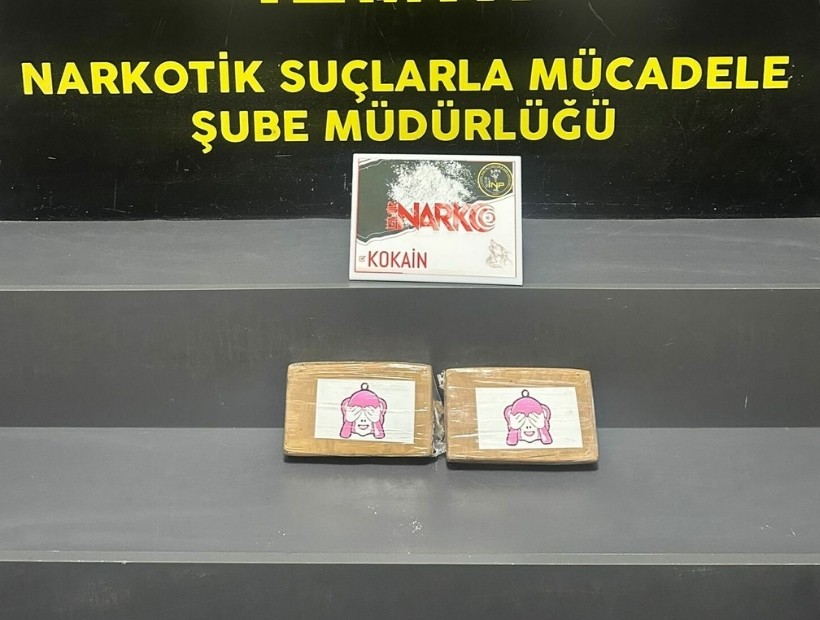 NARKOTİK SUÇLARLA MÜCADELE
ŞUBE MÜDÜRLÜĞÜ
NARKO
KOKAİN